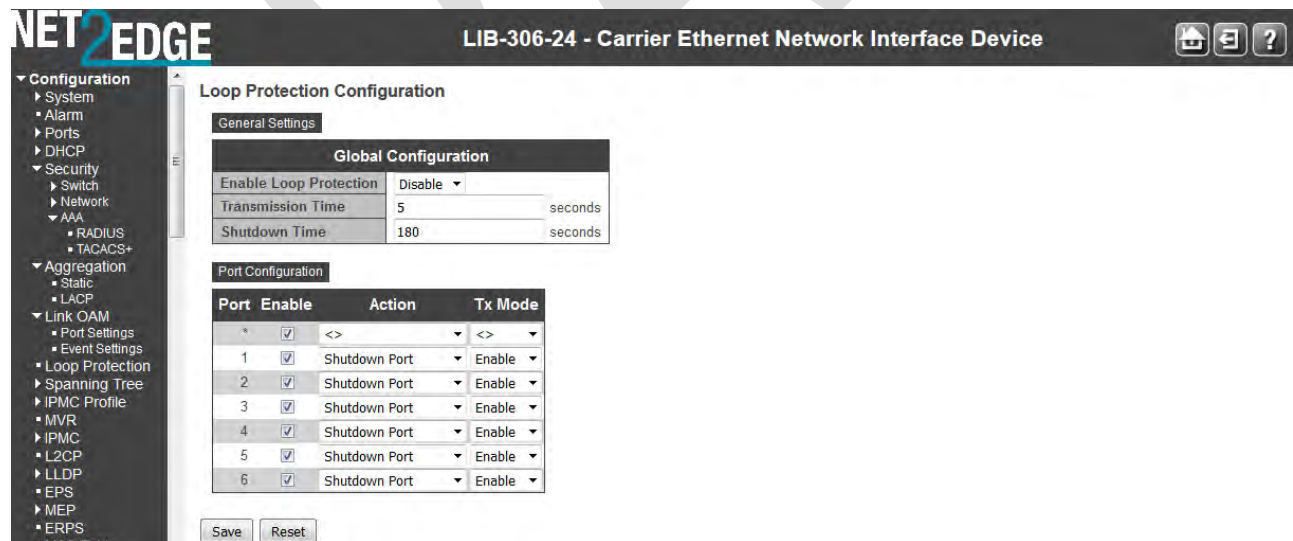 NET2EDGE
LIB-306-24 - Carrier Ethernet Network Interface Device
?
Configuration
System
Alarm
Ports
DHCP
Security
Switch
Network
AAA
RADIUS
TACACS+
Aggregation
Static
LACP
Link OAM
Port Settings
Event Settings
Loop Protection
Spanning Tree
IPMC Profile
MVR
IPMC
L2CP
LLDP
EPS
MEP
ERPS
Loop Protection Configuration
General Settings
Global Configuration
Enable Loop Protection Disable
Transmission Time 5 seconds
Shutdown Time 180 seconds
Port Configuration
Port Enable Action Tx Mode
* <> <>
1 Shutdown Port Enable
2 Shutdown Port Enable
3 Shutdown Port Enable
4 Shutdown Port Enable
5 Shutdown Port Enable
6 Shutdown Port Enable
Save Reset